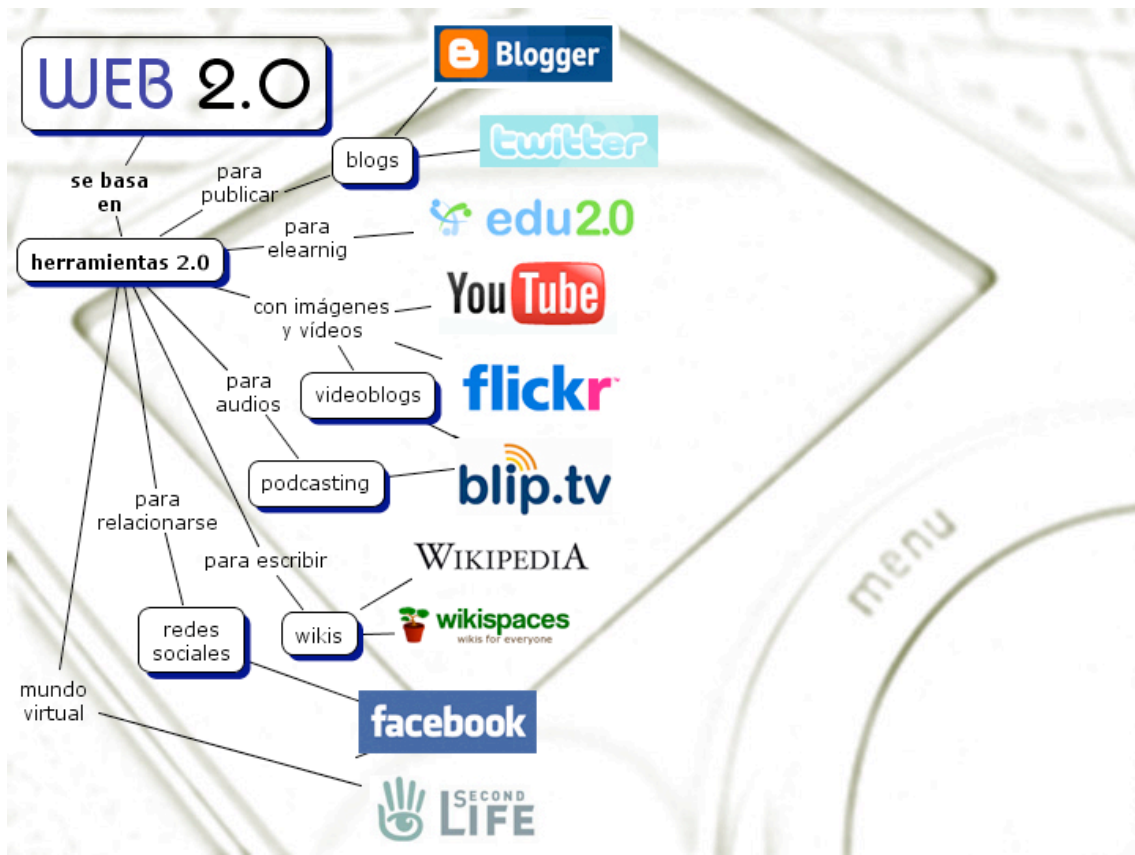 WEB 2.0
Blogger
twitter
blogs
para
publicar
se basa
en
para
elearnig
edu2.0
herramientas 2.0
con imágenes
y vídeos
YouTube
flickr
videoblogs
para
audios
podcasting
blip.tv
para
relacionarse
para escribir
WIKIPEDIA
wikis
wikispaces
wikis for everyone
redes
sociales
mundo
virtual
facebook
SECOND
LIFE
menu